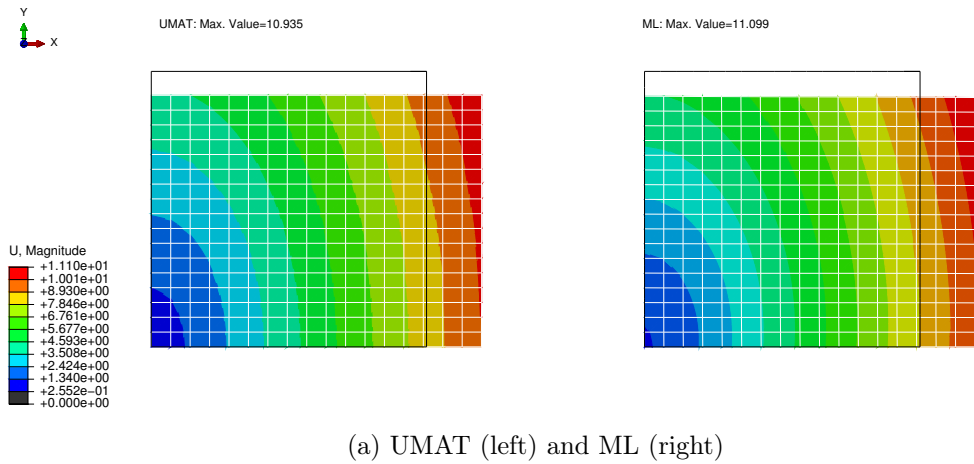 Y
X
UMAT: Max. Value=10.935
ML: Max. Value=11.099
U, Magnitude
+1.110e+01
+1.001e+01
+8.930e+00
+7.846e+00
+6.761e+00
+5.677e+00
+4.593e+00
+3.508e+00
+2.424e+00
+1.340e+00
+2.552e-01
+0.000e+00
(a) UMAT (left) and ML (right)